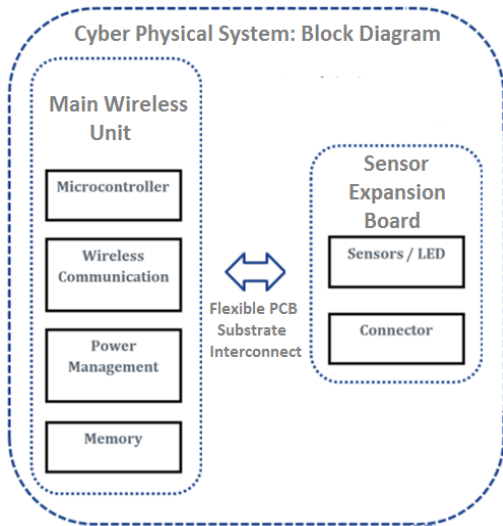 Cyber Physical System: Block Diagram
Main Wireless
Unit
Microcontroller
Wireless
Communication
Power
Management
Memory
Flexible PCB
Substrate
Interconnect
Sensor
Expansion
Board
Sensors / LED
Connector